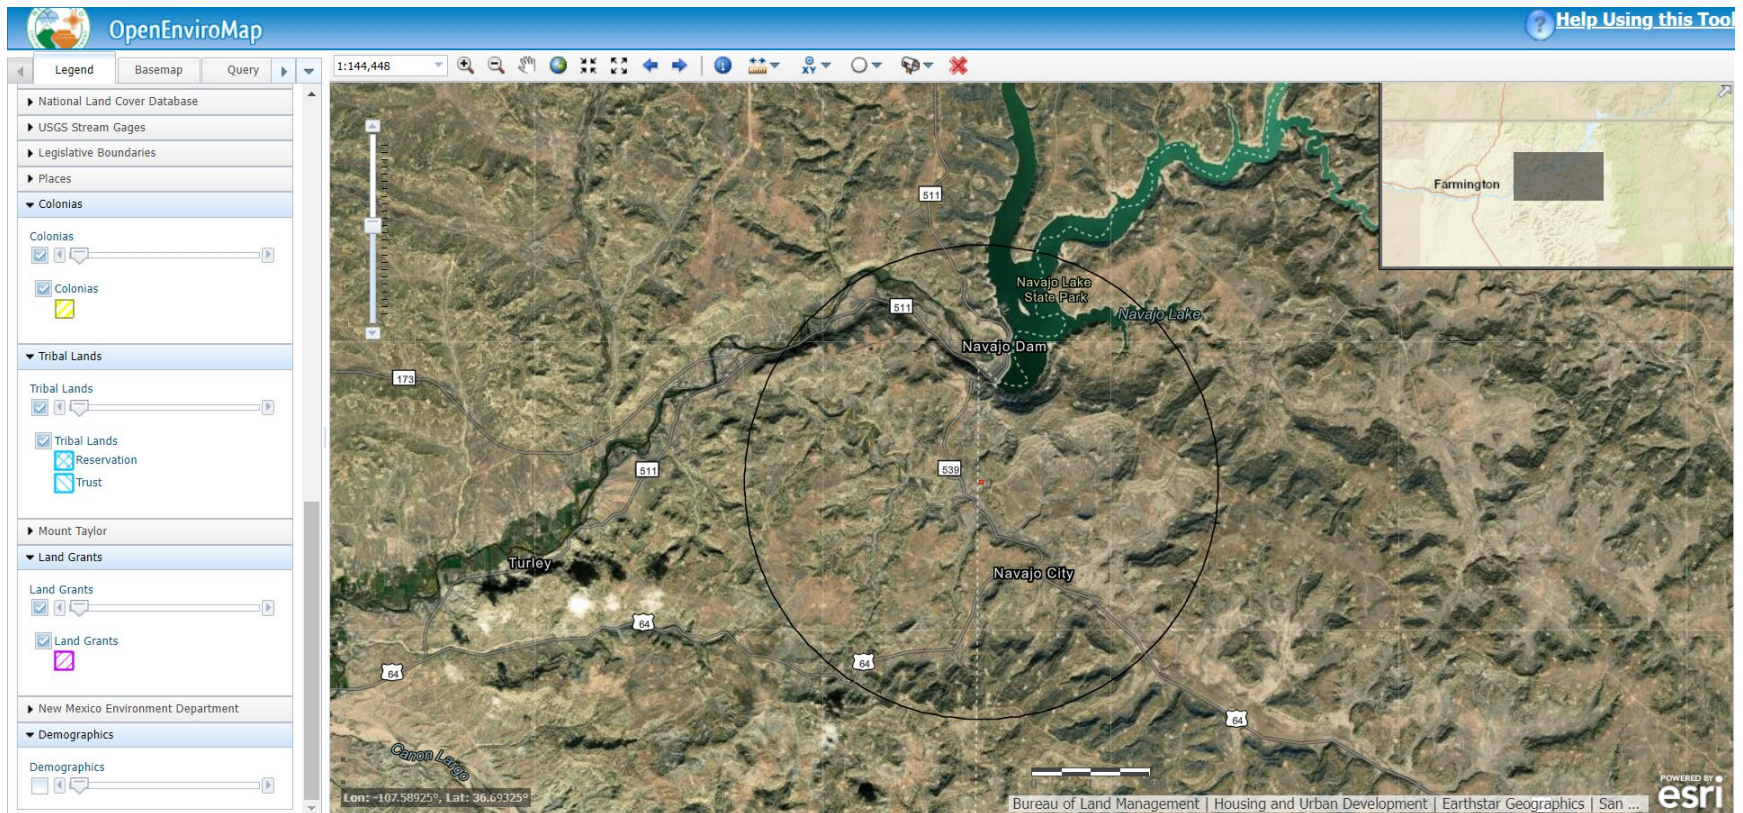 OpenEnviroMap
Help Using this Tool
Legend
Basemap
Query
1:144,448
National Land Cover Database
USGS Stream Gages
Legislative Boundaries
Places
Colonias
Colonias
Colonias
Tribal Lands
Tribal Lands
Tribal Lands
Reservation
Trust
Mount Taylor
Land Grants
Land Grants
Land Grants
New Mexico Environment Department
Demographics
Demographics
Farmington
511
Navajo Lake
State Park
Navajo Lake
511
Navajo Dam
173
511
539
Turley
Navajo City
64
64
64
64
Canon Largo
Lon: -107.58925°, Lat: 36.69325°
Bureau of Land Management | Housing and Urban Development | Earthstar Geographics | San ...
POWERED BY
esri